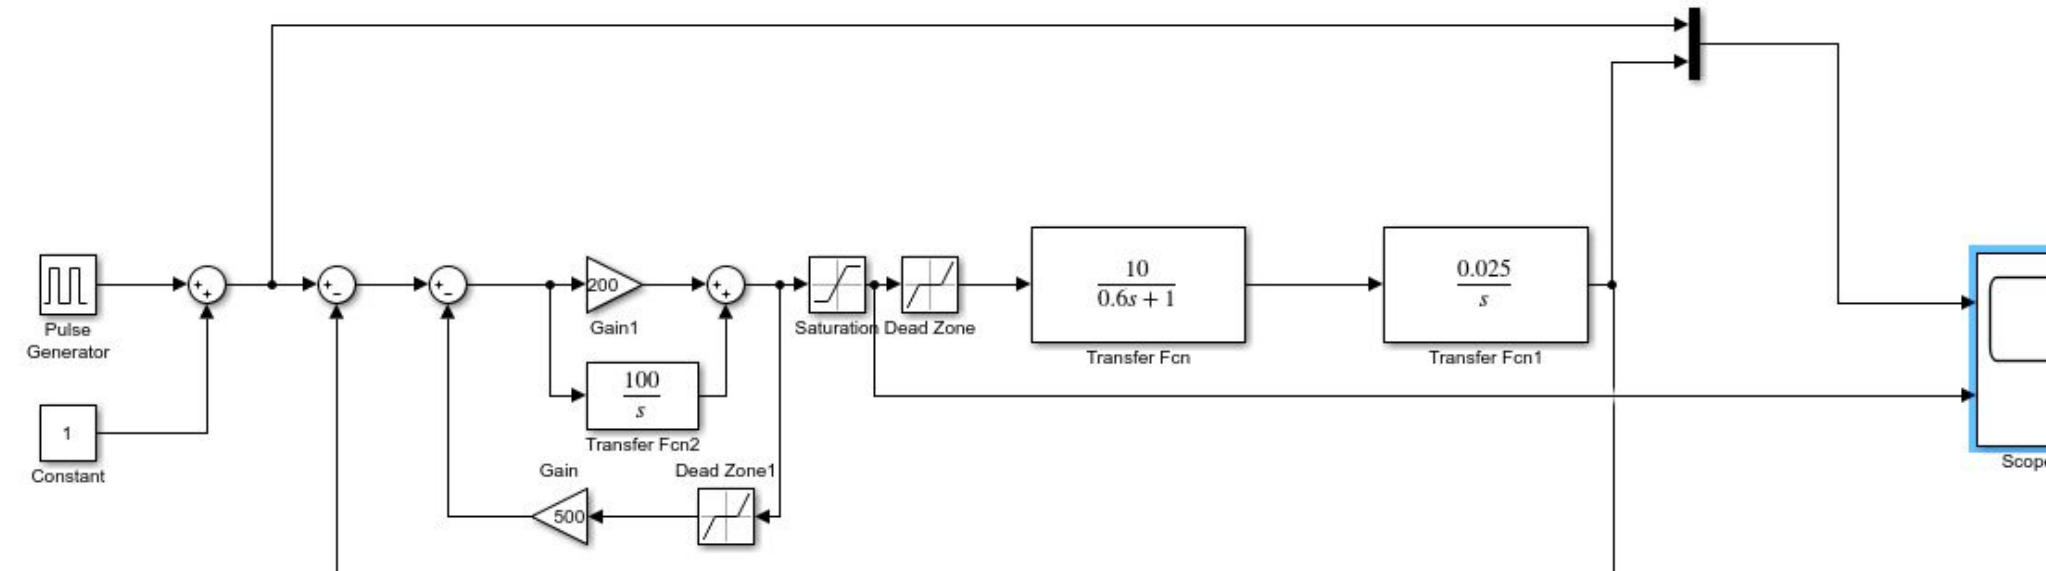 Pulse
Generator
1
Constant
200
Gain1
100
s
Transfer Fcn2
Gain
500
Dead Zone1
Saturation
Dead Zone
10
0.6s + 1
Transfer Fcn
0.025
s
Transfer Fcn1
Scope